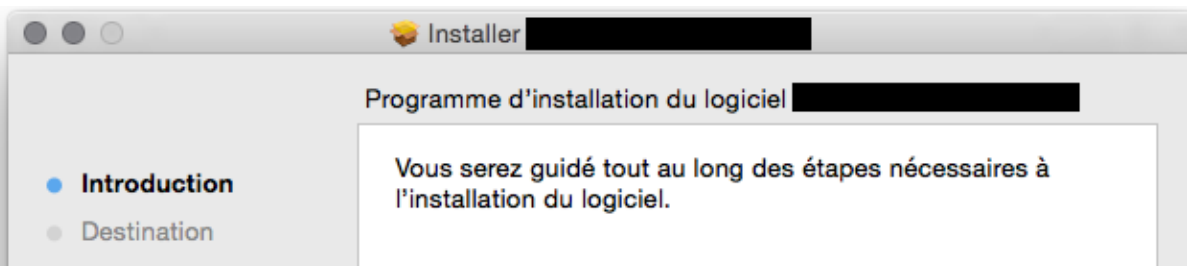 Installer
Programme d’installation du logiciel
Vous serez guidé tout au long des étapes nécessaires à
l’installation du logiciel.
Introduction
Destination